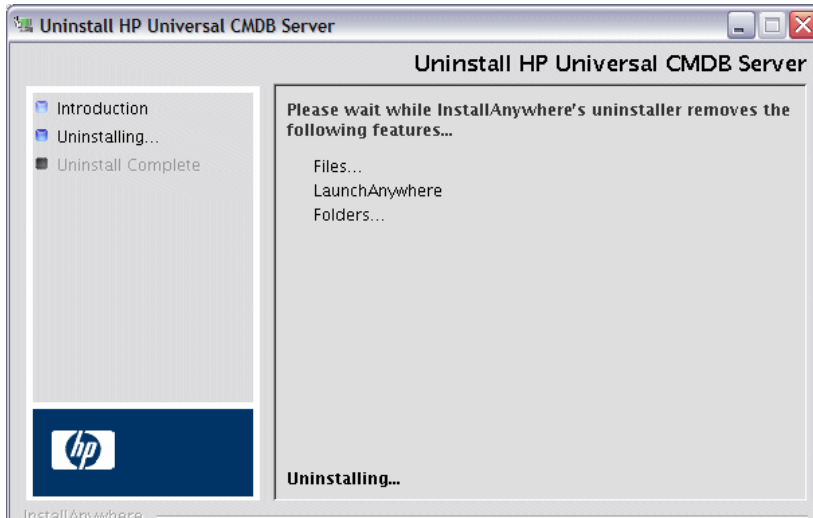 Uninstall HP Universal CMDB Server
Uninstall HP Universal CMDB Server
Introduction
Uninstalling...
Uninstall Complete
Please wait while InstallAnywhere's uninstaller removes the
following features...
Files...
LaunchAnywhere
Folders...
hp
Uninstalling...
InstallAnywhere